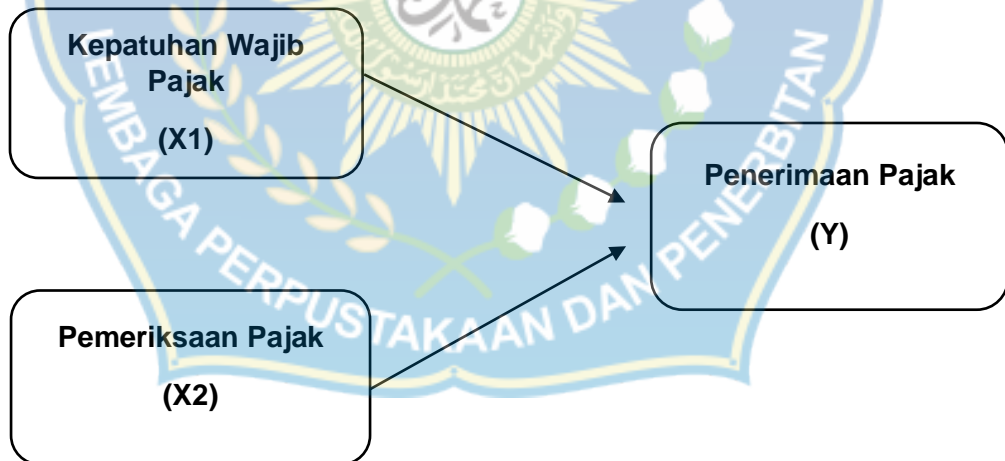 Kepatuhan Wajib
Pajak
(X1)
Penerimaan Pajak
(Y)
Pemeriksaan Pajak
(X2)
LEMBAGA PERPUSTAKAAN DAN PENERBITAN